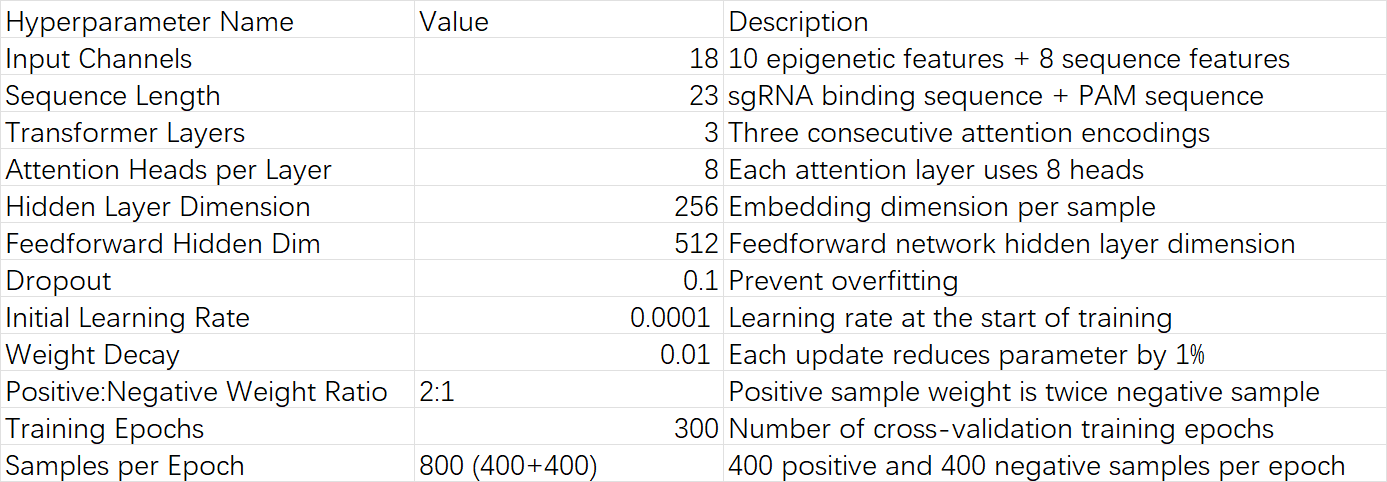 Hyperparameter Name Value Description
Input Channels 18 10 epigenetic features + 8 sequence features
Sequence Length 23 sgRNA binding sequence + PAM sequence
Transformer Layers 3 Three consecutive attention encodings
Attention Heads per Layer 8 Each attention layer uses 8 heads
Hidden Layer Dimension 256 Embedding dimension per sample
Feedforward Hidden Dim 512 Feedforward network hidden layer dimension
Dropout 0.1 Prevent overfitting
Initial Learning Rate 0.0001 Learning rate at the start of training
Weight Decay 0.01 Each update reduces parameter by 1%
Positive:Negative Weight Ratio 2:1 Positive sample weight is twice negative sample
Training Epochs 300 Number of cross-validation training epochs
Samples per Epoch 800 (400+400) 400 positive and 400 negative samples per epoch